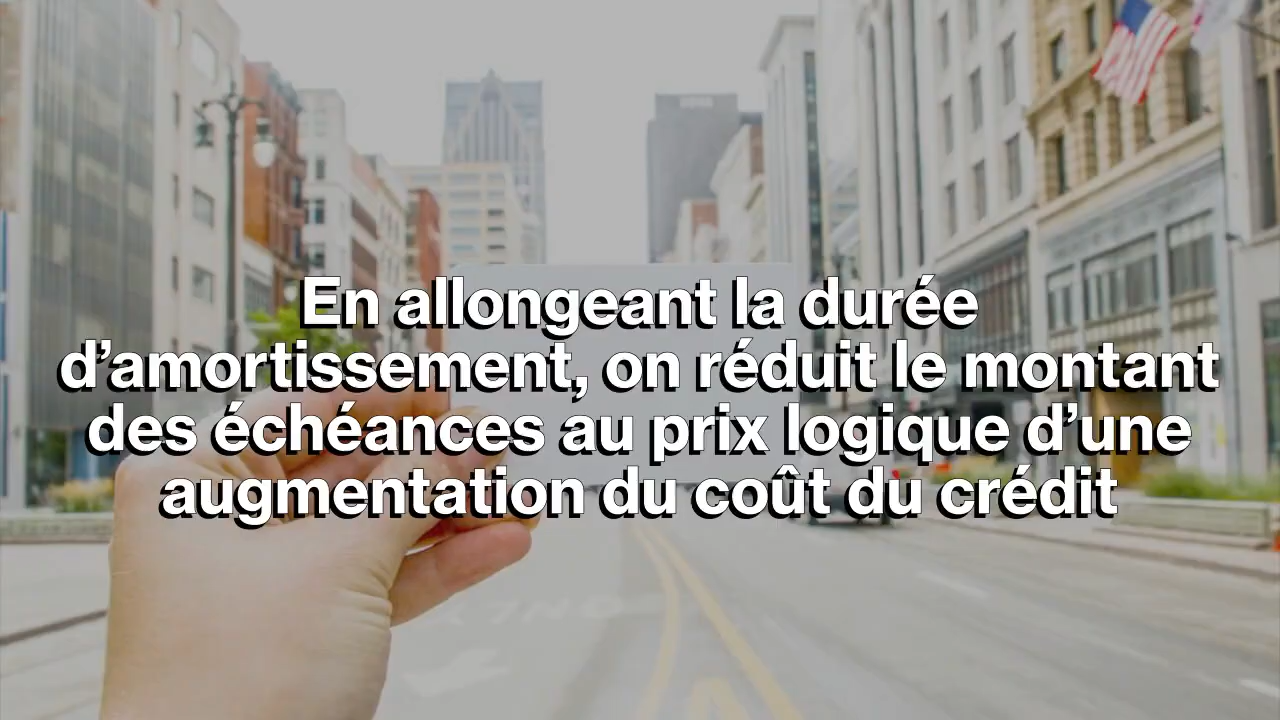 En allongeant la durée
d’amortissement, on réduit le montant
des échéances au prix logique d’une
augmentation du coût du crédit
ONLY